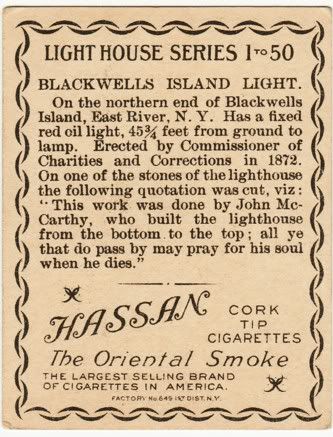 LIGHT HOUSE SERIES 1 TO 50
BLACKWELLS ISLAND LIGHT.
On the northern end of Blackwells
Island, East River, N. Y. Has a fixed
red oil light, 45¾ feet from ground to
lamp. Erected by Commissioner of
Charities and Corrections in 1872.
On one of the stones of the lighthouse
the following quotation was cut, viz:
"This work was done by John Mc-
Carthy, who built the lighthouse
from the bottom to the top; all ye
that do pass by may pray for his soul
when he dies."
HASSAN
CORK
TIP
CIGARETTES
The Oriental Smoke
THE LARGEST SELLING BRAND
OF CIGARETTES IN AMERICA.
FACTORY No. 649 1ST DIST. N.Y.